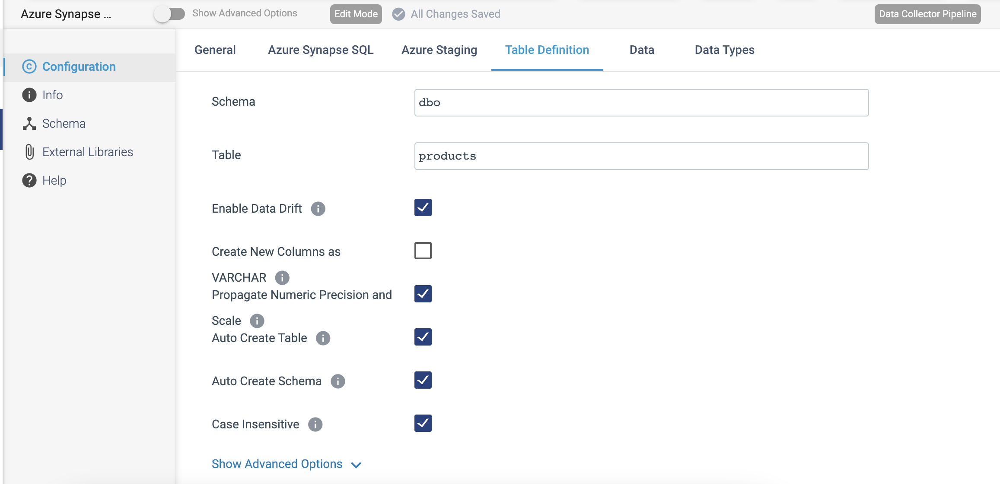 Azure Synapse ...
Show Advanced Options
Edit Mode
All Changes Saved
Data Collector Pipeline
Configuration
Info
Schema
External Libraries
Help
General
Azure Synapse SQL
Azure Staging
Table Definition
Data
Data Types
Schema
dbo
Table
products
Enable Data Drift
Create New Columns as
VARCHAR
Propagate Numeric Precision and
Scale
Auto Create Table
Auto Create Schema
Case Insensitive
Show Advanced Options